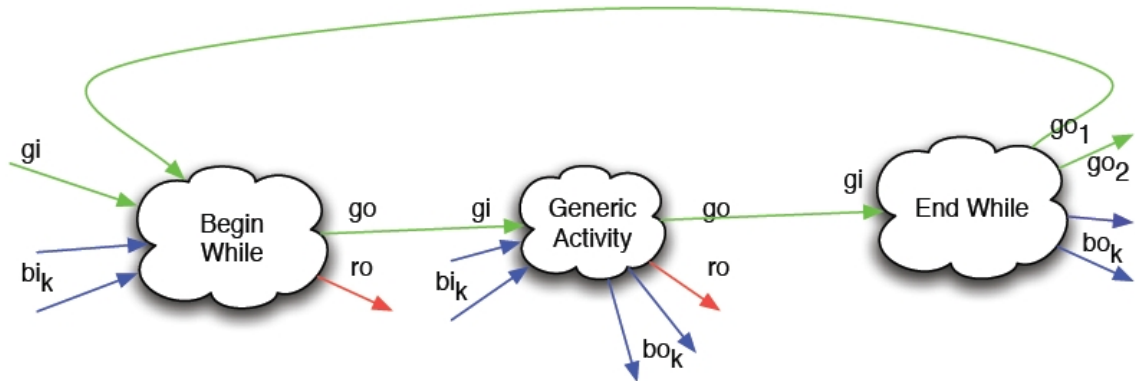 go1
go2
gi
gi
Begin
While
go
gi
Generic
Activity
go
End While
bik
ro
bik
ro
bok
bok